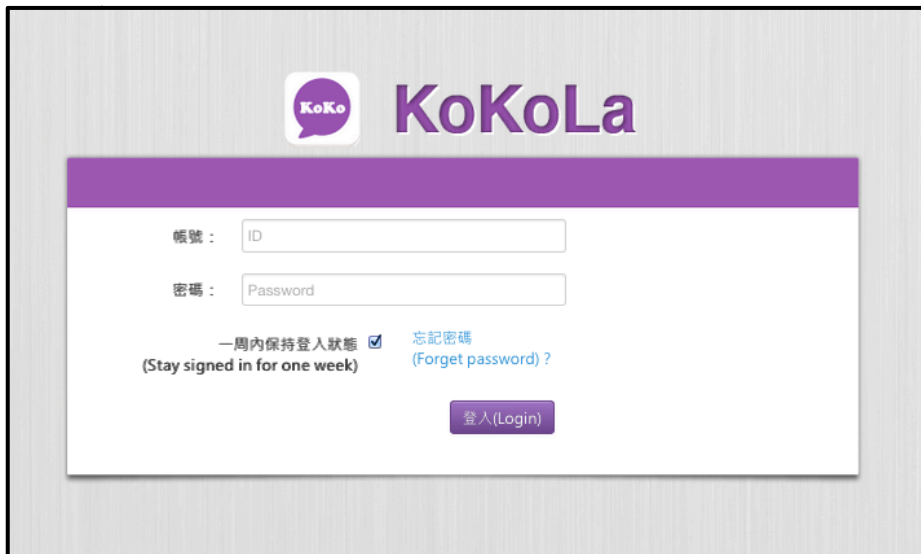 KoKo
KoKoLa
帳號：
ID
密碼：
Password
一周內保持登入狀態
(Stay signed in for one week)
忘記密碼
(Forget password) ?
登入(Login)